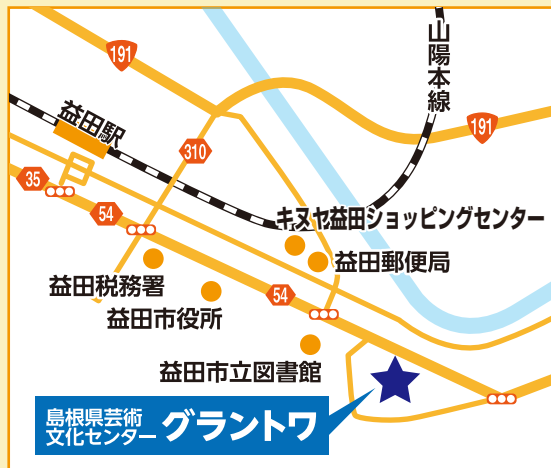 191
山陽本線
益田駅
310
191
35
54
キヌヤ益田ショッピングセンター
益田郵便局
益田税務署
54
益田市役所
益田市立図書館
島根県芸術
文化センター グラントワ